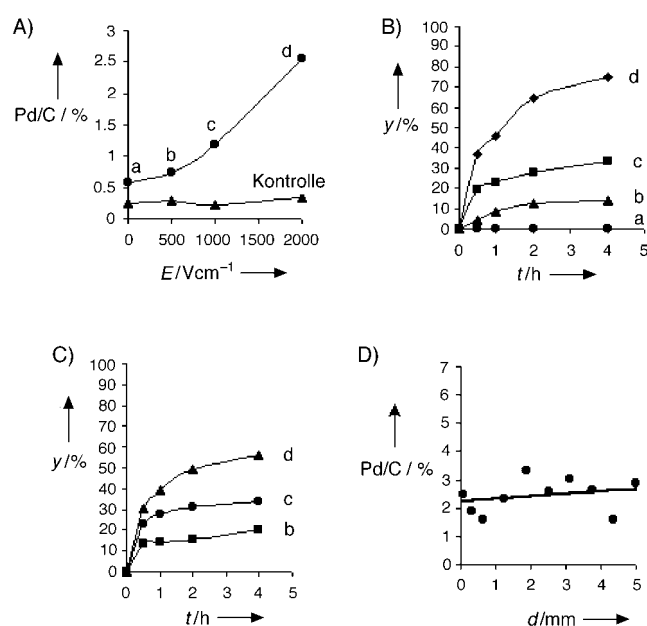 A)
Pd/C / %
3
2.5
2
1.5
1
0.5
0
a
b
c
d
Kontrolle
0 500 1000 1500 2000
E/Vcm⁻¹
B)
y/%
100
90
80
70
60
50
40
30
20
10
0
d
c
b
a
0 1 2 3 4 5
t/h
C)
y/%
100
90
80
70
60
50
40
30
20
10
0
d
c
b
0 1 2 3 4 5
t/h
D)
Pd/C / %
7
6
5
4
3
2
1
0
0 1 2 3 4 5
d/mm